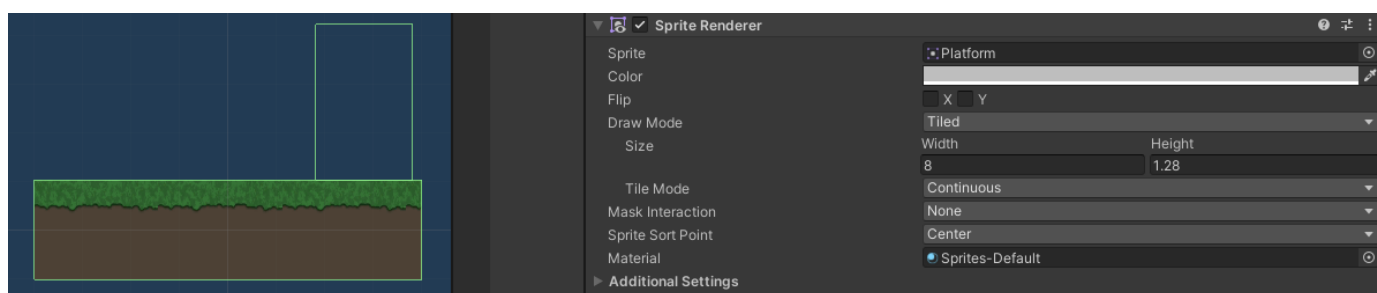 Sprite Renderer
Sprite Platform
Color
Flip X Y
Draw Mode Tiled
Size Width Height
8 1.28
Tile Mode Continuous
Mask Interaction None
Sprite Sort Point Center
Material Sprites-Default
Additional Settings